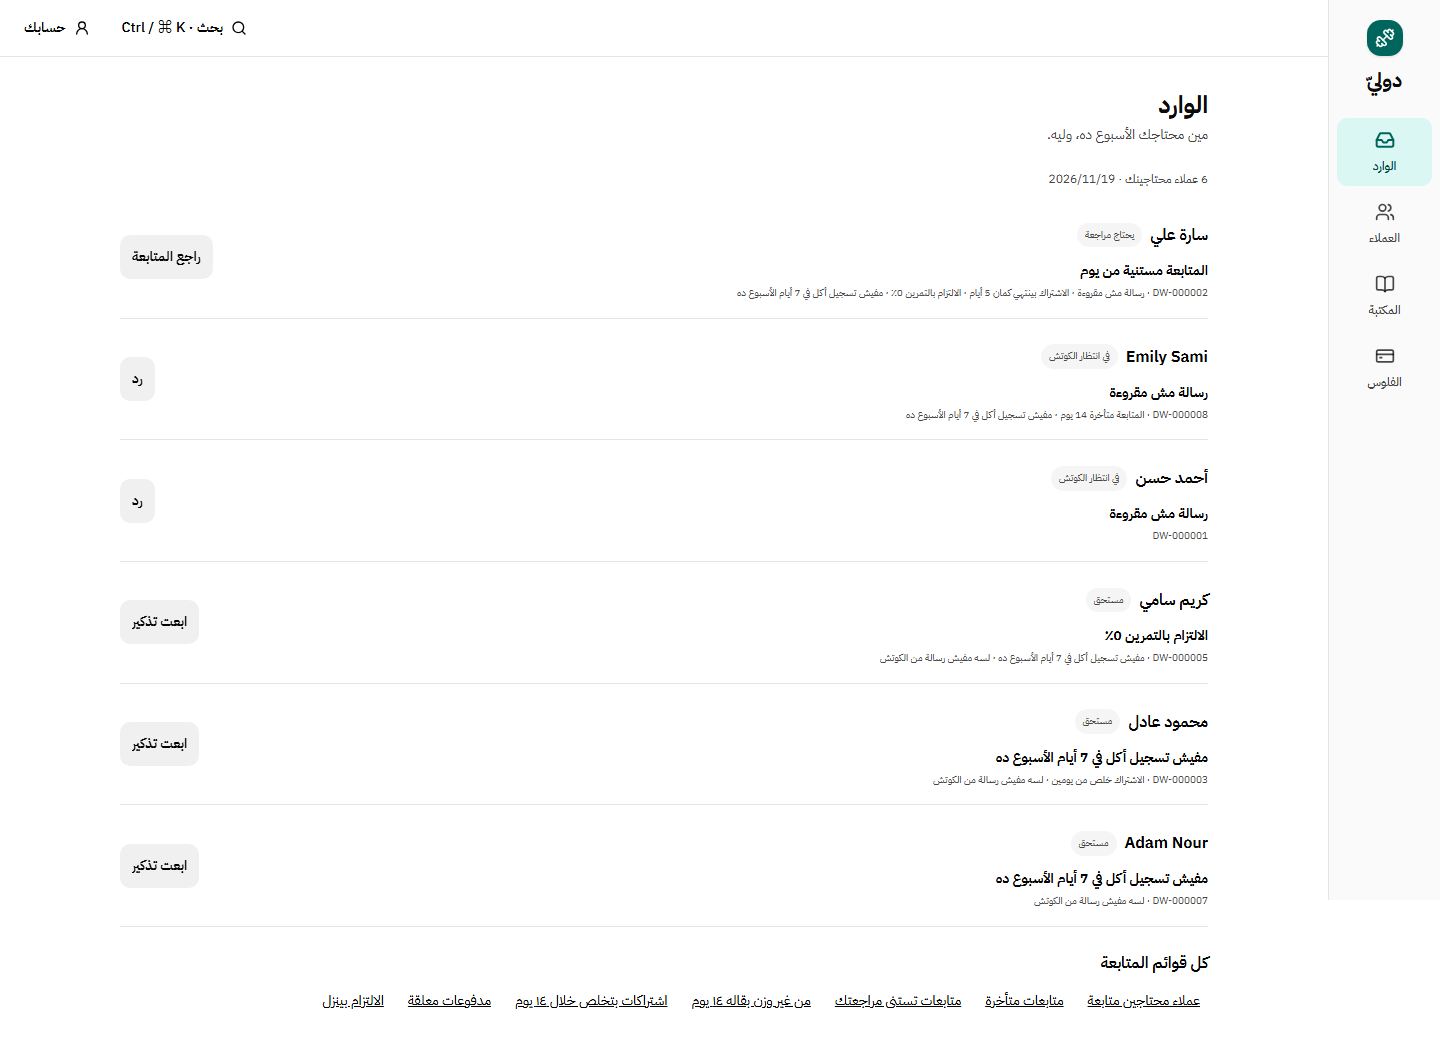 دوليّ
الوارد
العملاء
المكتبة
الفلوس
بحث · Ctrl / ⌘ K
حسابك
الوارد
مين محتاجك الأسبوع ده، وليه.
6 عملاء محتاجينك · 2026/11/19
سارة علي يحتاج مراجعة
المتابعة مستنية من يوم
DW-000002 · رسالة مش مقروءة · الاشتراك بينتهي كمان 5 أيام · الالتزام بالتمرين 0٪ · مفيش تسجيل أكل في 7 أيام الأسبوع ده
راجع المتابعة
Emily Sami في انتظار الكوتش
رسالة مش مقروءة
DW-000008 · المتابعة متأخرة 14 يوم · مفيش تسجيل أكل في 7 أيام الأسبوع ده
رد
أحمد حسن في انتظار الكوتش
رسالة مش مقروءة
DW-000001
رد
كريم سامي مستحق
الالتزام بالتمرين 0٪
DW-000005 · مفيش تسجيل أكل في 7 أيام الأسبوع ده · لسه مفيش رسالة من الكوتش
ابعت تذكير
محمود عادل مستحق
مفيش تسجيل أكل في 7 أيام الأسبوع ده
DW-000003 · الاشتراك خلص من يومين · لسه مفيش رسالة من الكوتش
ابعت تذكير
Adam Nour مستحق
مفيش تسجيل أكل في 7 أيام الأسبوع ده
DW-000007 · لسه مفيش رسالة من الكوتش
ابعت تذكير
كل قوائم المتابعة
عملاء محتاجين متابعة متابعات متأخرة متابعات تستنى مراجعتك من غير وزن بقاله ١٤ يوم اشتراكات بتخلص خلال ١٤ يوم مدفوعات معلقة الالتزام بينزل